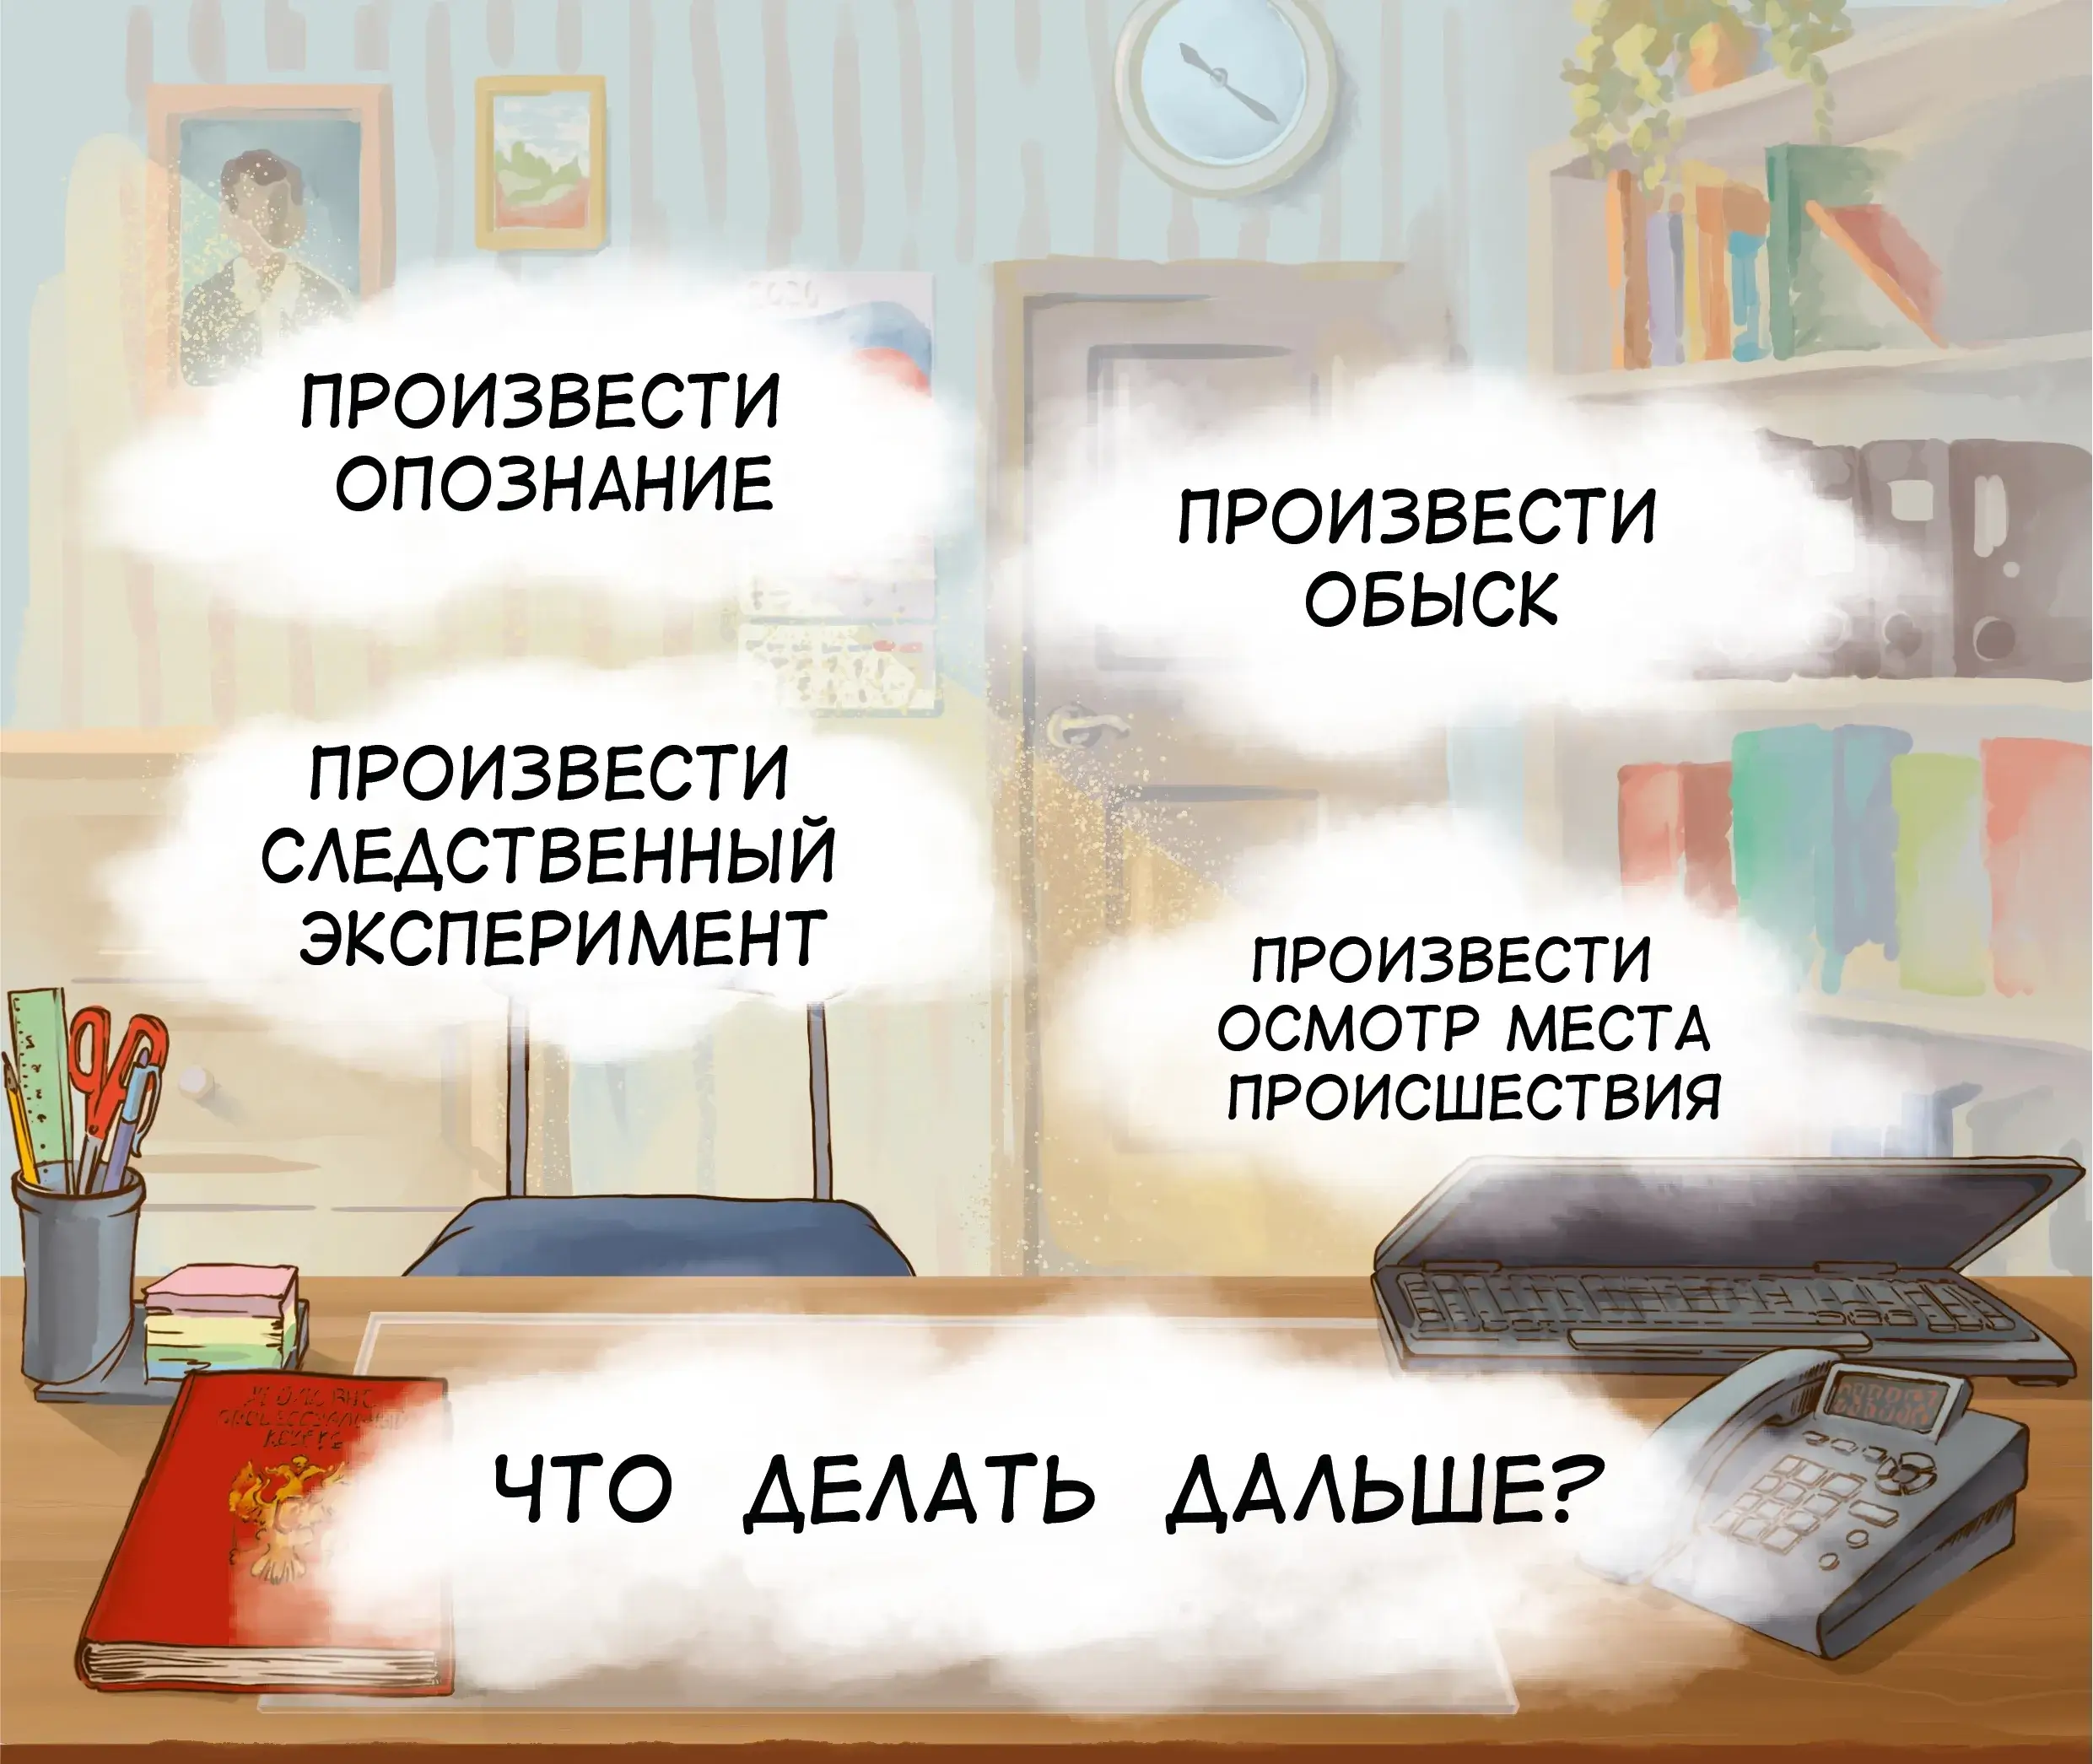 ПРОИЗВЕСТИ
ОПОЗНАНИЕ
ПРОИЗВЕСТИ
ОБЫСК
ПРОИЗВЕСТИ
СЛЕДСТВЕННЫЙ
ЭКСПЕРИМЕНТ
ПРОИЗВЕСТИ
ОСМОТР МЕСТА
ПРОИСШЕСТВИЯ
ЧТО ДЕЛАТЬ ДАЛЬШЕ?